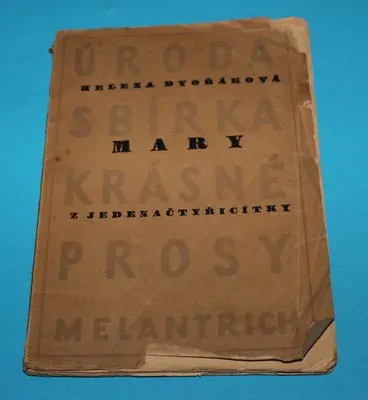 ÚRODA
HELENA DVOŘÁKOVÁ
SBÍRKA
MARY
KRÁSNÉ
Z JEDENAČTYŘICÍTKY
PROSY
MELANTRICH